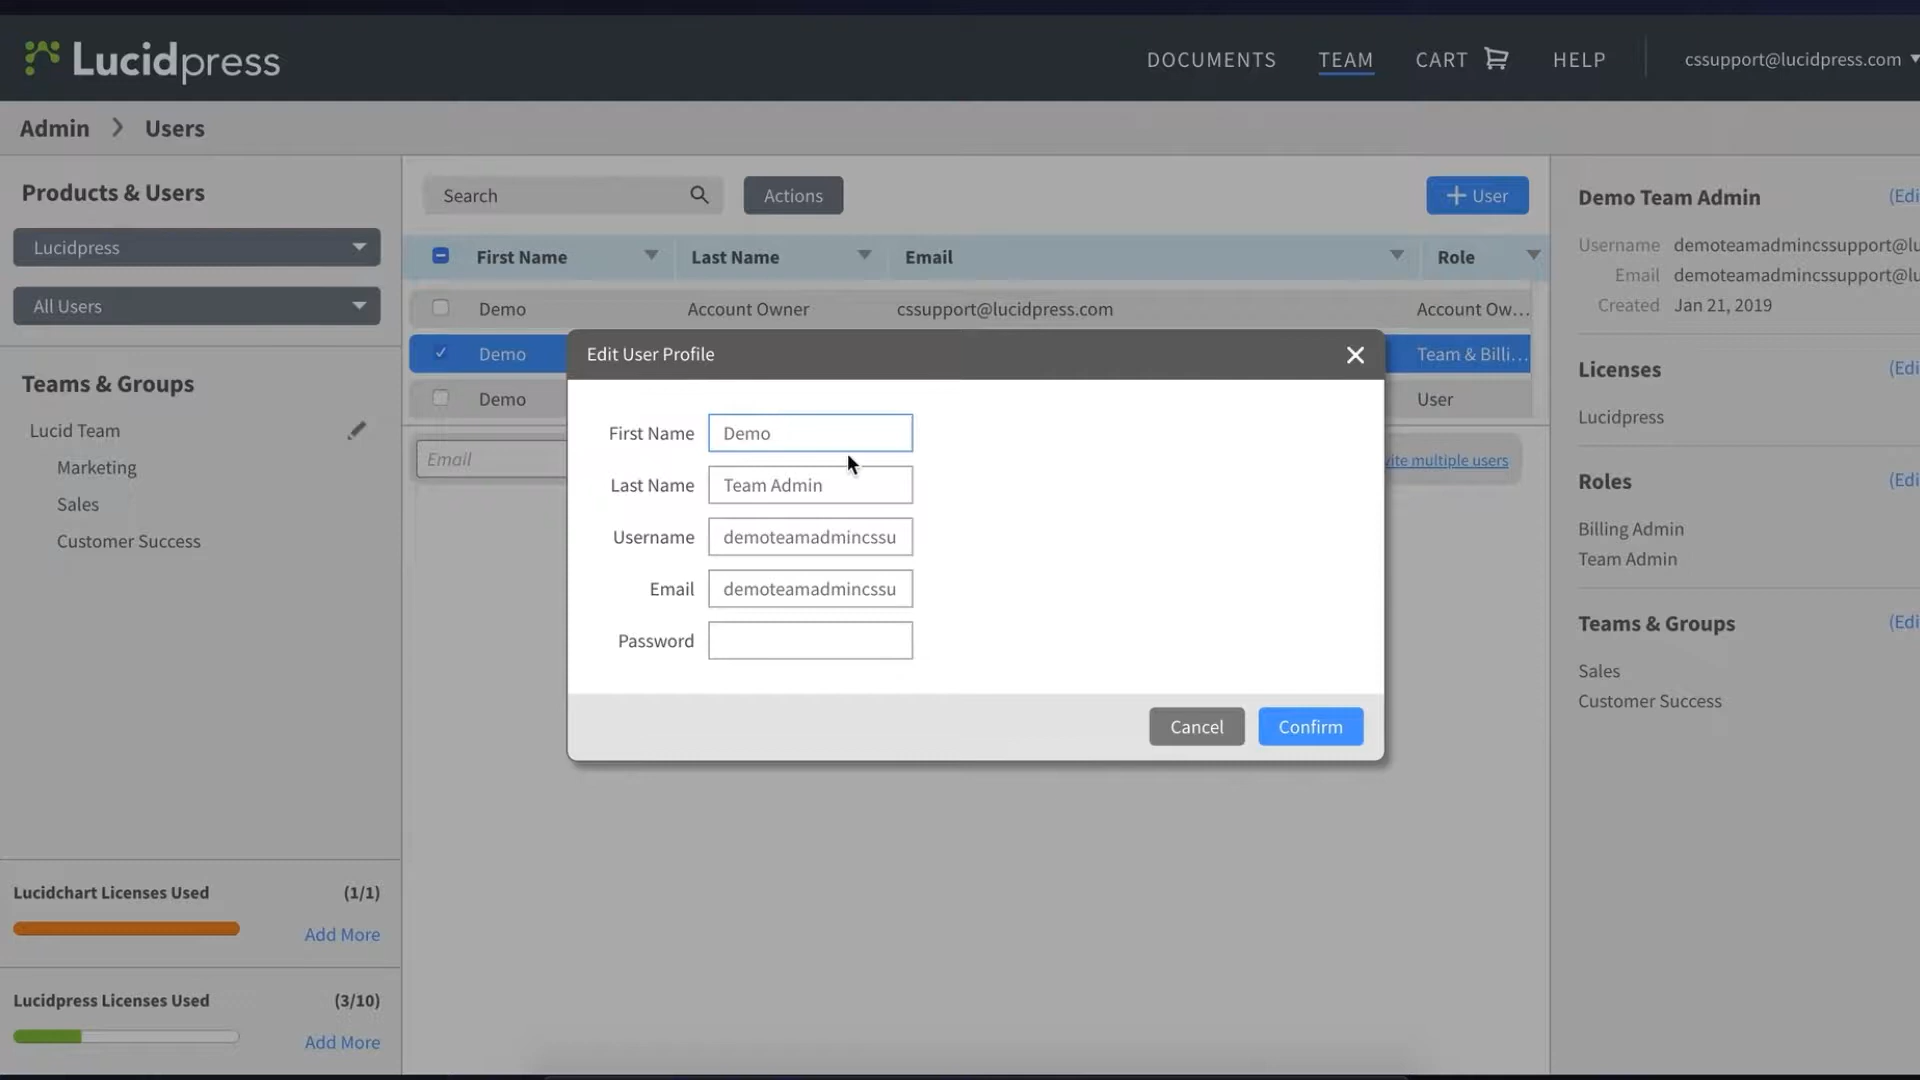 Lucidpress
DOCUMENTS TEAM CART HELP cssupport@lucidpress.com
Admin > Users
Products & Users
Lucidpress
All Users
Teams & Groups
Lucid Team
Marketing
Sales
Customer Success
Lucidchart Licenses Used (1/1)
Add More
Lucidpress Licenses Used (3/10)
Add More
Search Actions + User
First Name Last Name Email Role
Demo Account Owner cssupport@lucidpress.com Account Ow...
Demo Team & Billi...
Demo User
Email vite multiple users
Edit User Profile
First Name Demo
Last Name Team Admin
Username demoteamadmincssu
Email demoteamadmincssu
Password
Cancel Confirm
Demo Team Admin (Edi
Username demoteamadmincssupport@lu
Email demoteamadmincssupport@lu
Created Jan 21, 2019
Licenses (Edi
Lucidpress
Roles (Edi
Billing Admin
Team Admin
Teams & Groups (Edi
Sales
Customer Success